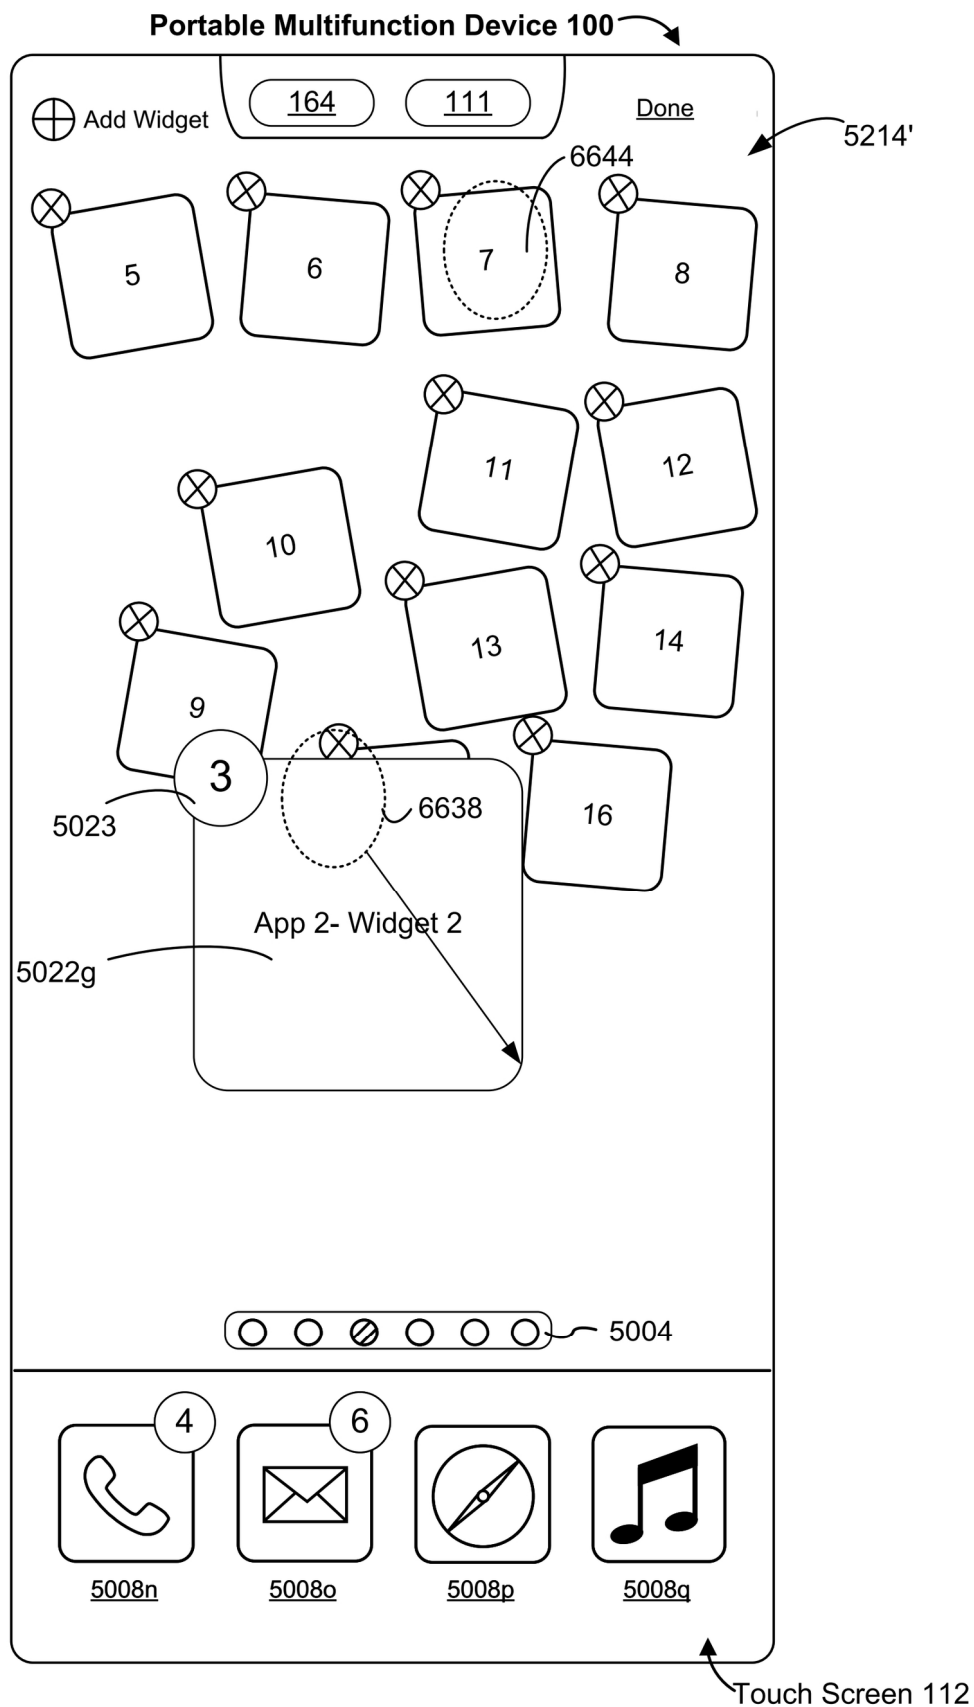 Portable Multifunction Device 100
Add Widget
164
111
Done
5214'
6644
5
6
7
8
11
12
10
13
14
9
3
5023
6638
16
App 2- Widget 2
5022g
5004
4
6
5008n
5008o
5008p
5008q
Touch Screen 112